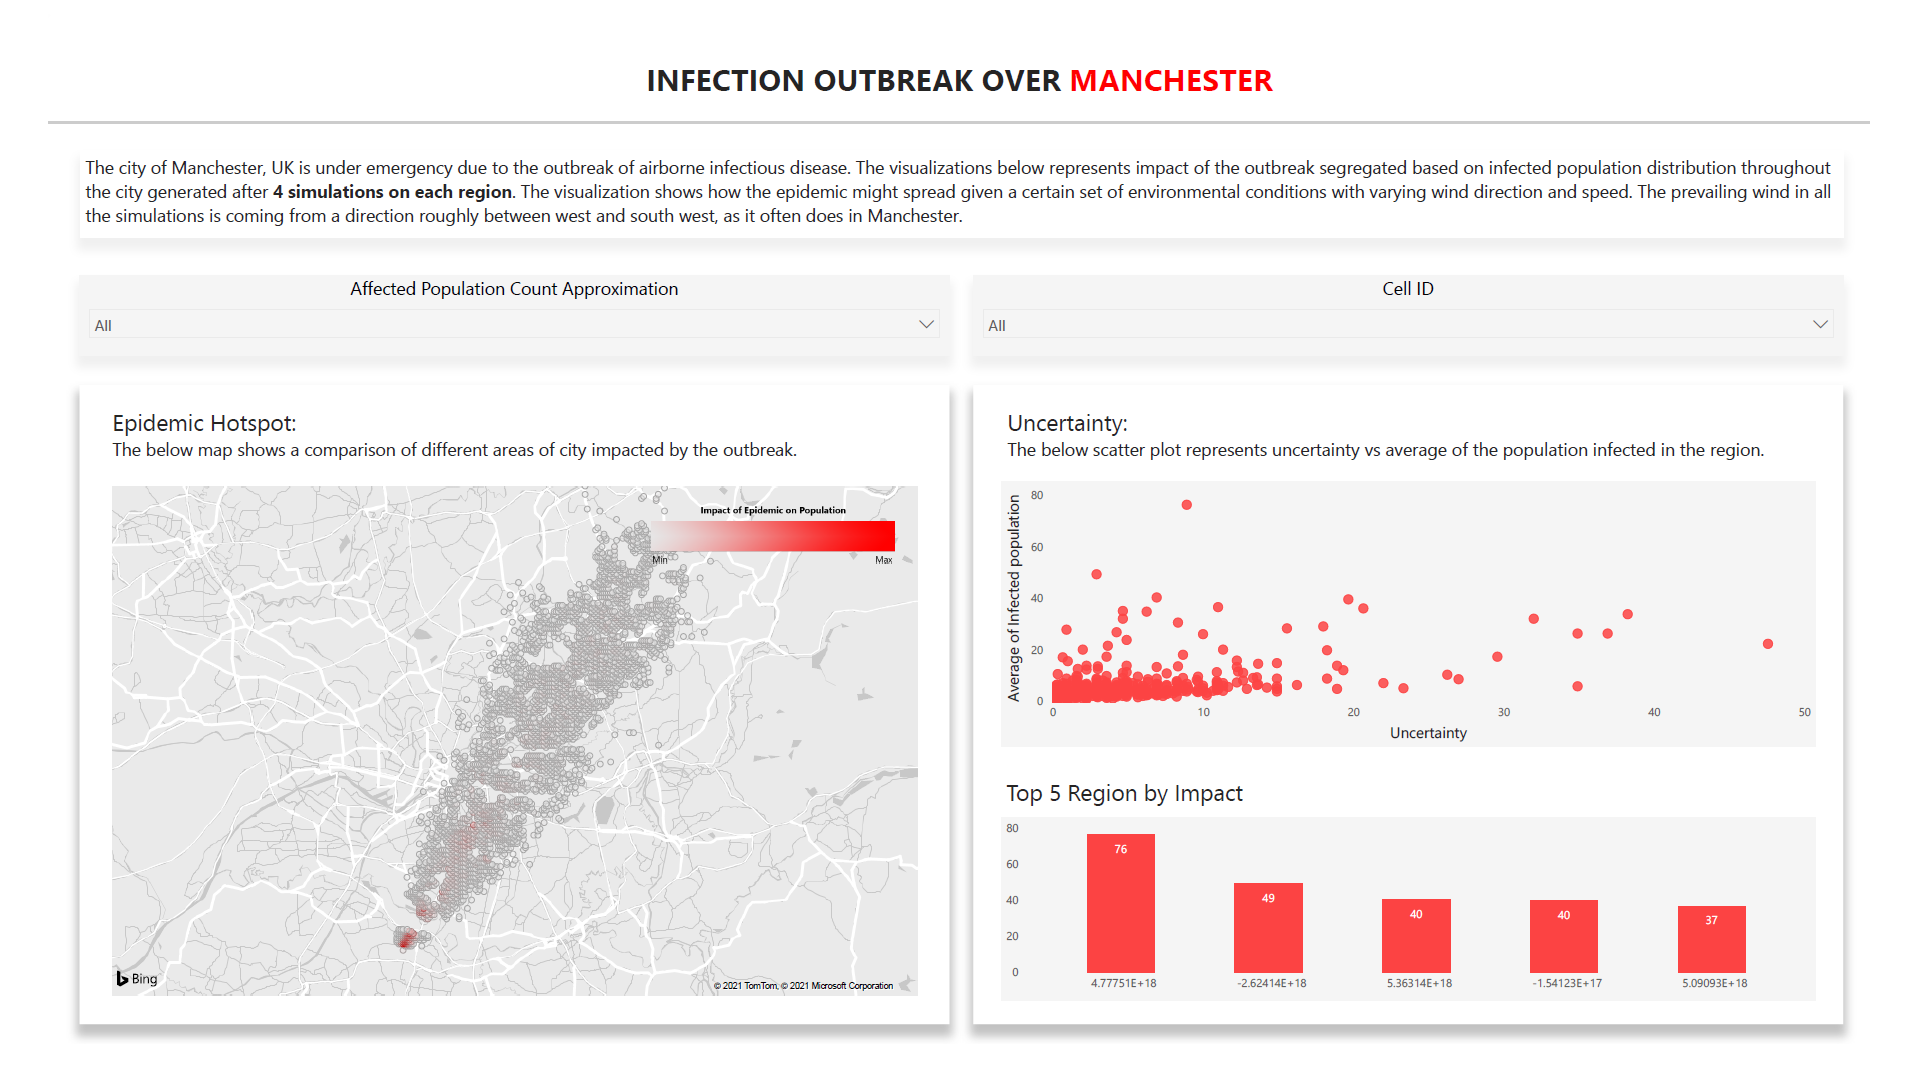 INFECTION OUTBREAK OVER MANCHESTER
The city of Manchester, UK is under emergency due to the outbreak of airborne infectious disease. The visualizations below represents impact of the outbreak segregated based on infected population distribution throughout
the city generated after 4 simulations on each region. The visualization shows how the epidemic might spread given a certain set of environmental conditions with varying wind direction and speed. The prevailing wind in all
the simulations is coming from a direction roughly between west and south west, as it often does in Manchester.
Affected Population Count Approximation
All
Cell ID
All
Epidemic Hotspot:
The below map shows a comparison of different areas of city impacted by the outbreak.
Impact of Epidemic on Population
Min Max
Bing
© 2021 TomTom, © 2021 Microsoft Corporation
Uncertainty:
The below scatter plot represents uncertainty vs average of the population infected in the region.
Average of Infected population
80
60
40
20
0
0 10 20 30 40 50
Uncertainty
Top 5 Region by Impact
80
60
40
20
0
76 49 40 40 37
4.77751E+18 -2.62414E+18 5.36314E+18 -1.54123E+17 5.09093E+18